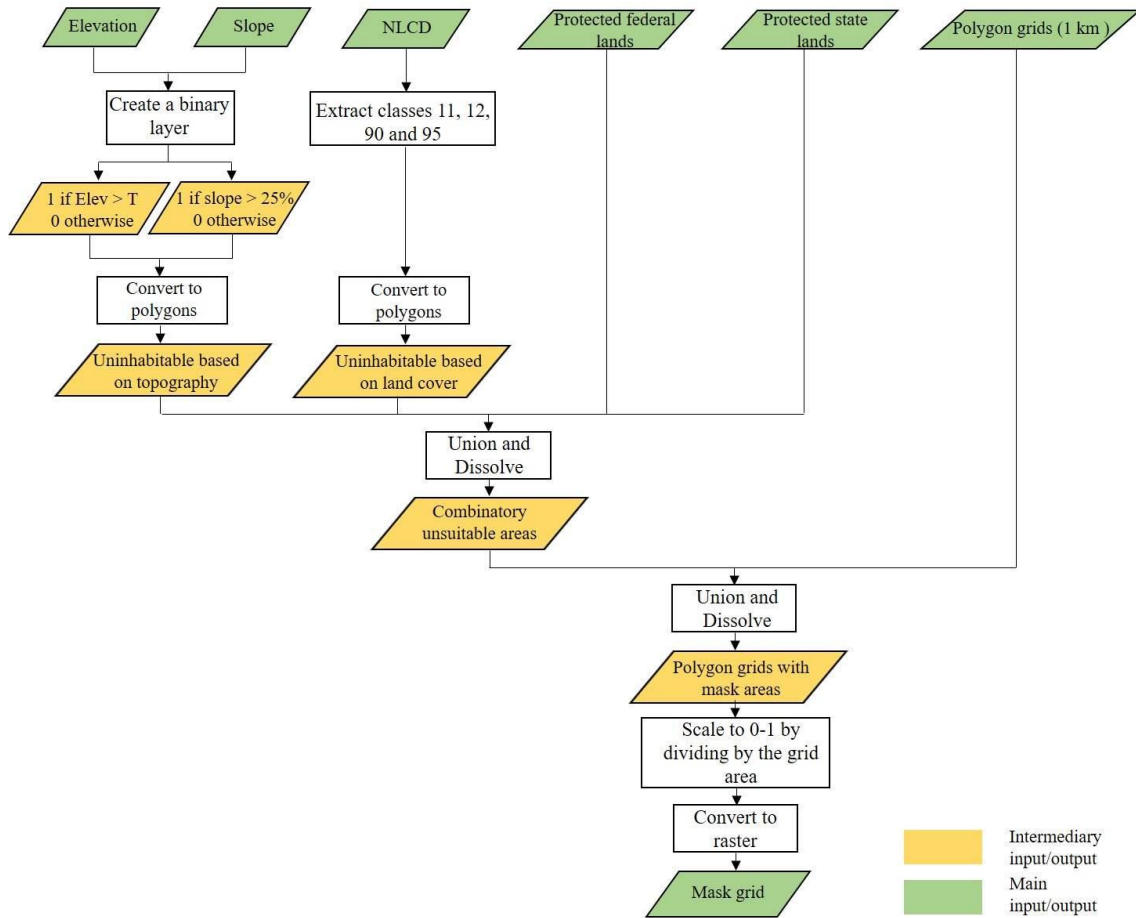 Elevation
Slope
NLCD
Protected federal
lands
Protected state
lands
Polygon grids (1 km )
Create a binary
layer
Extract classes 11, 12,
90 and 95
1 if Elev > T
0 otherwise
1 if slope > 25%
0 otherwise
Convert to
polygons
Convert to
polygons
Uninhabitable based
on topography
Uninhabitable based
on land cover
Union and
Dissolve
Combinatory
unsuitable areas
Union and
Dissolve
Polygon grids with
mask areas
Scale to 0-1 by
dividing by the grid
area
Convert to
raster
Mask grid
Intermediary
input/output
Main
input/output